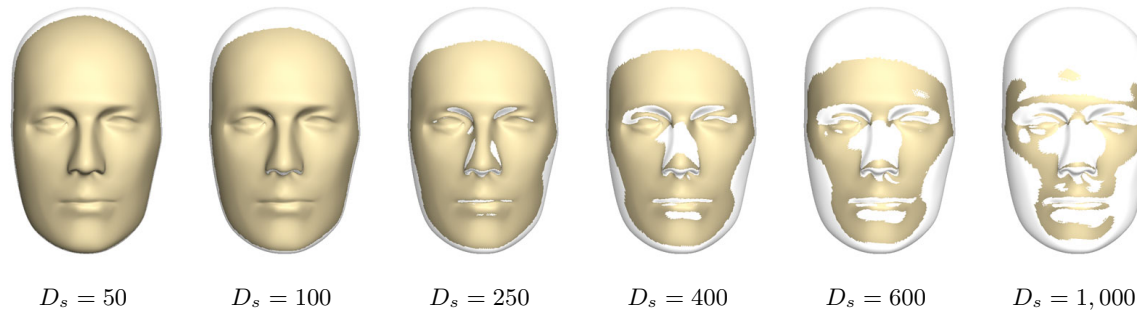 D_s = 50 D_s = 100 D_s = 250 D_s = 400 D_s = 600 D_s = 1,000